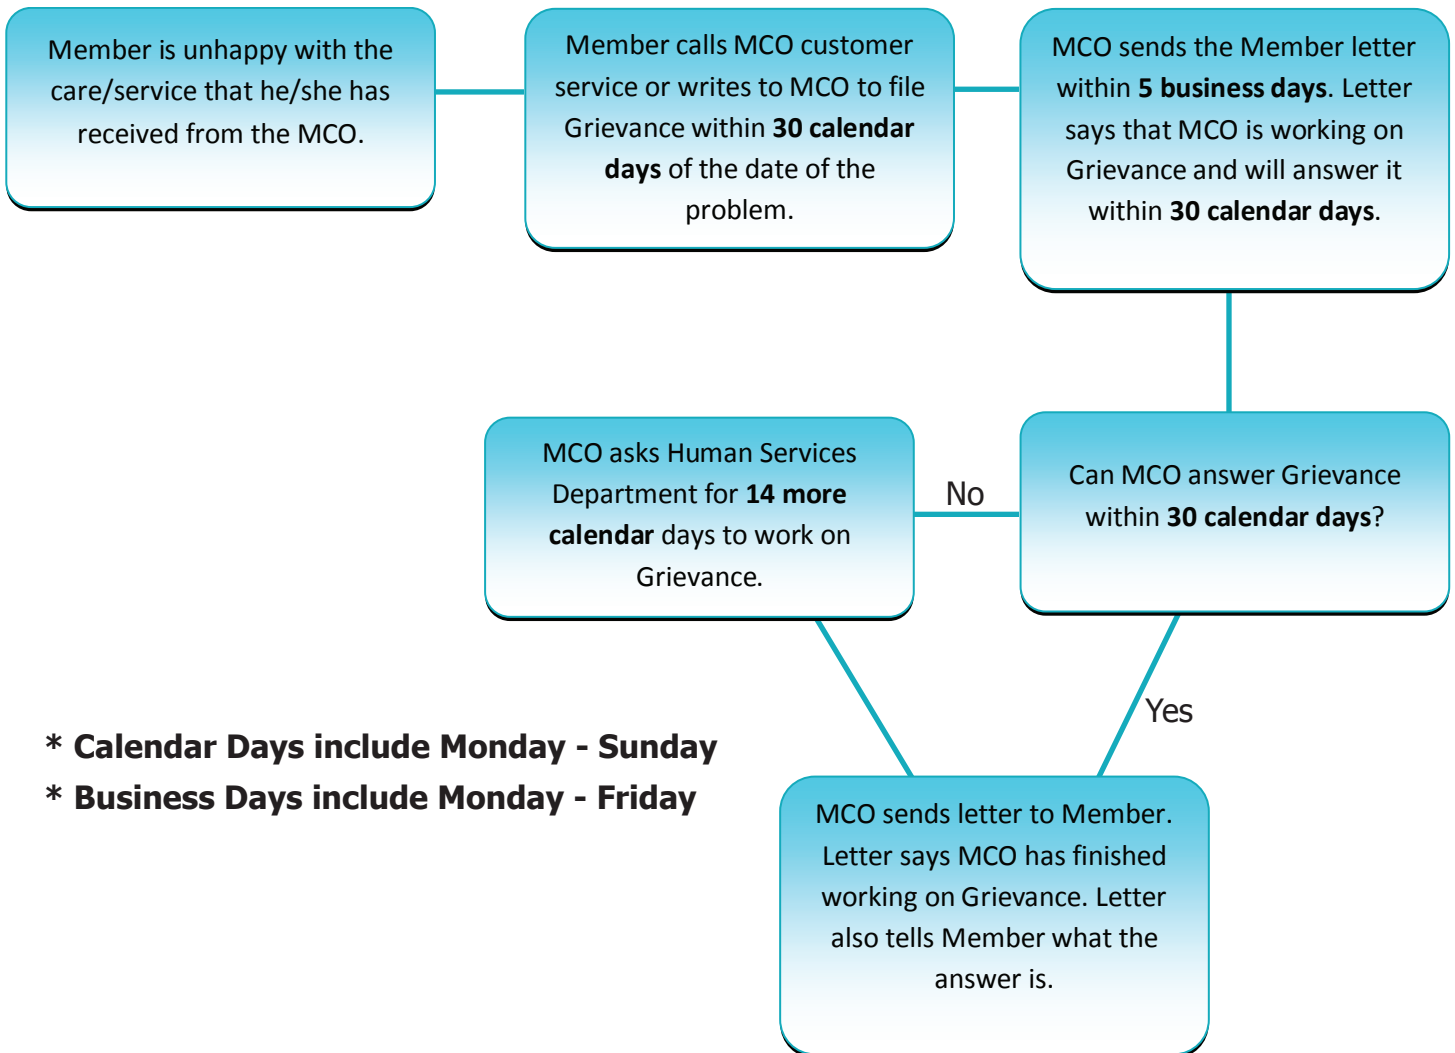 Member is unhappy with the
care/service that he/she has
received from the MCO.
Member calls MCO customer
service or writes to MCO to file
Grievance within 30 calendar
days of the date of the
problem.
MCO sends the Member letter
within 5 business days. Letter
says that MCO is working on
Grievance and will answer it
within 30 calendar days.
Can MCO answer Grievance
within 30 calendar days?
No
MCO asks Human Services
Department for 14 more
calendar days to work on
Grievance.
Yes
MCO sends letter to Member.
Letter says MCO has finished
working on Grievance. Letter
also tells Member what the
answer is.
* Calendar Days include Monday - Sunday
* Business Days include Monday - Friday